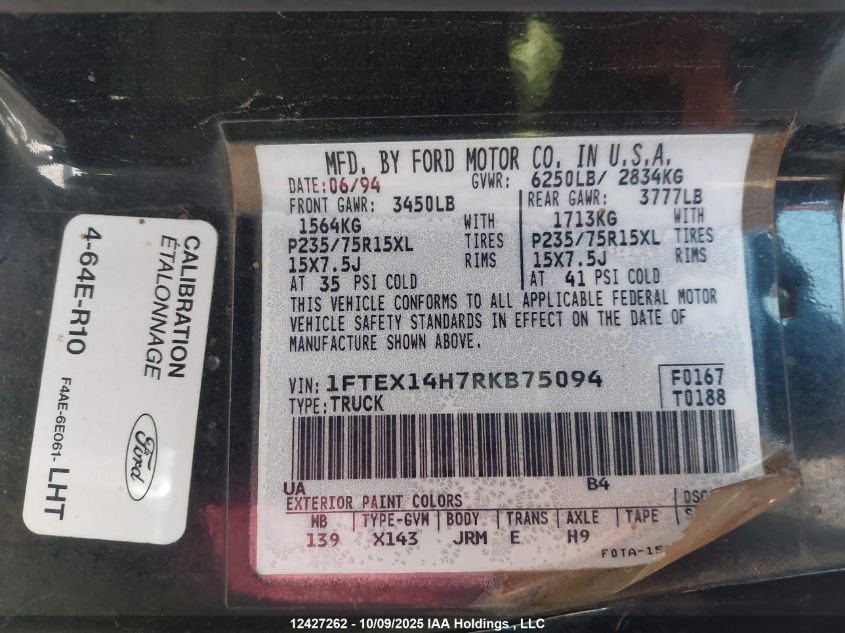 MFD. BY FORD MOTOR CO. IN U.S.A.
DATE: 06/94 GVWR: 6250LB/ 2834KG
FRONT GAWR: 3450LB REAR GAWR: 3777LB
1564KG WITH 1713KG WITH
P235/75R15XL TIRES P235/75R15XL TIRES
15X7.5J RIMS 15X7.5J RIMS
AT 35 PSI COLD AT 41 PSI COLD
THIS VEHICLE CONFORMS TO ALL APPLICABLE FEDERAL MOTOR
VEHICLE SAFETY STANDARDS IN EFFECT ON THE DATE OF
MANUFACTURE SHOWN ABOVE.
VIN: 1FTEX14H7RKB75094 F0167
TYPE: TRUCK T0188
UA B4
EXTERIOR PAINT COLORS DSO
WB TYPE-GVM BODY TRANS AXLE TAPE
139 X143 JRM E H9
FOTA-15
CALIBRATION
ÉTALONNAGE
4-64E-R10
F4AE-6E061-LHT
Ford
12427262 - 10/09/2025 IAA Holdings , LLC